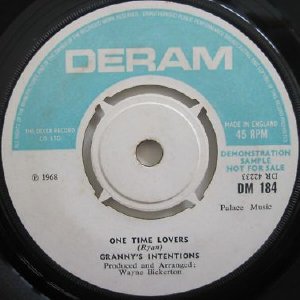 DERAM
THE DECCA RECORD
CO. LTD.
MADE IN ENGLAND
45 RPM
DEMONSTRATION
SAMPLE
NOT FOR SALE
DR 42233
℗ 1968
DM 184
Palace Music
ONE TIME LOVERS
(Ryan)
GRANNY'S INTENTIONS
Produced and Arranged:
Wayne Bickerton